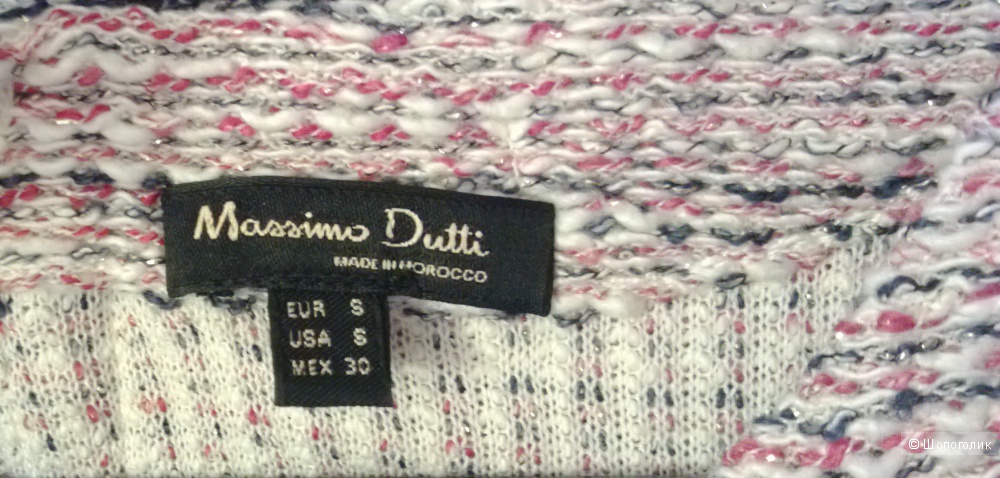 Massimo Dutti
MADE IN MOROCCO
EUR S
USA S
MEX 30
© Шопоголик